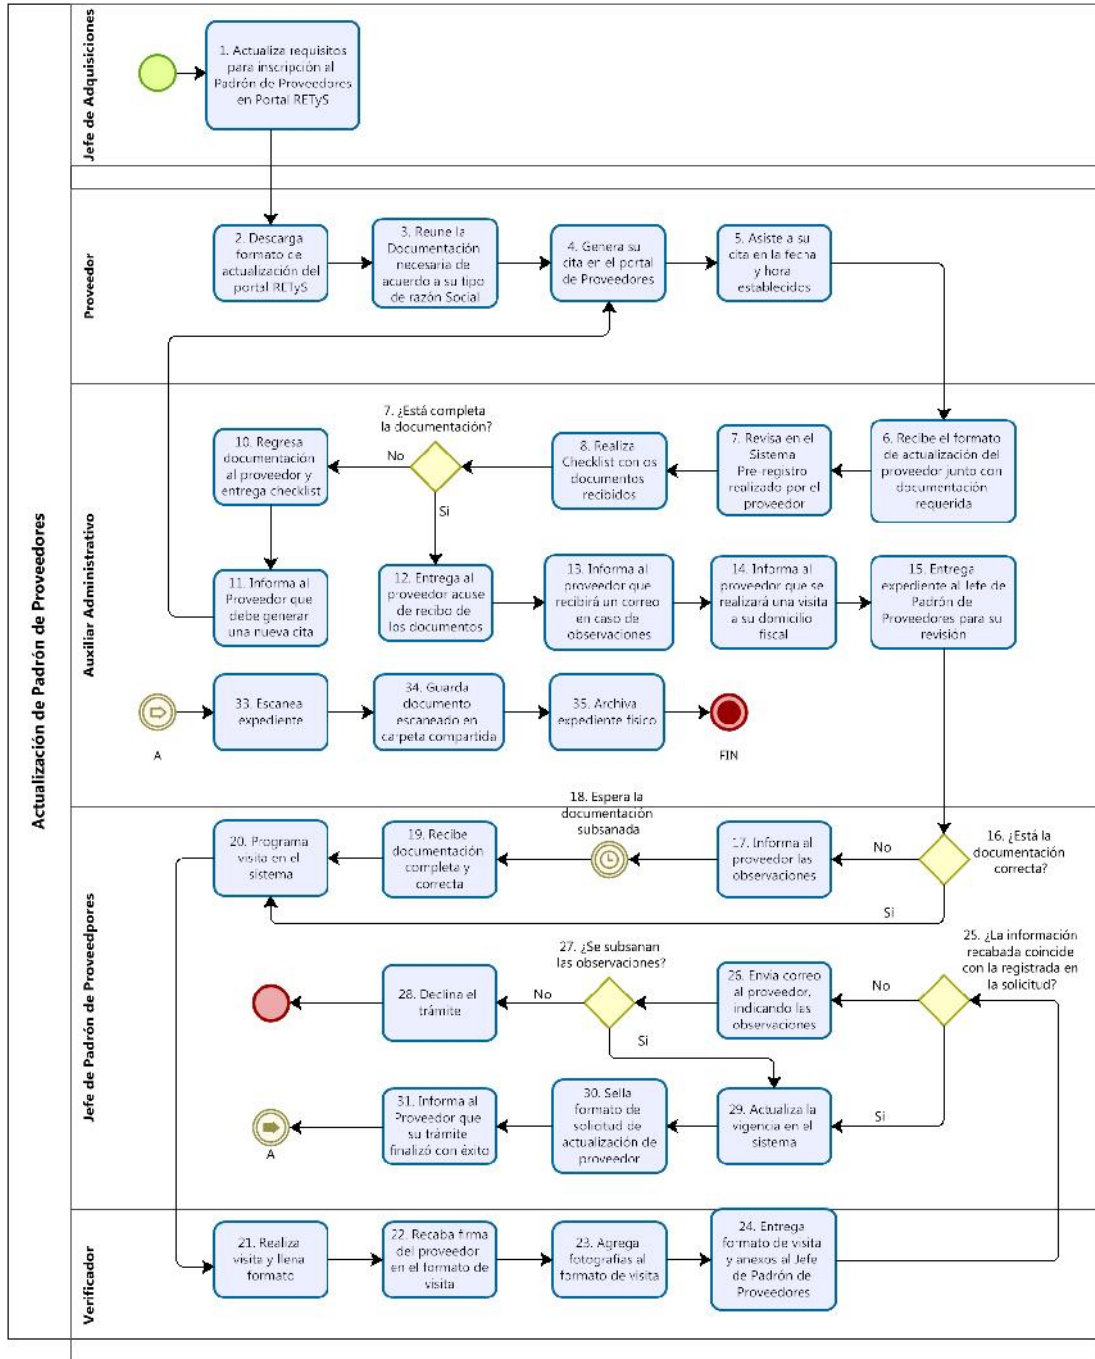 Actualización de Padrón de Proveedores
Jefe de Adquisiciones
1. Actualiza requisitos
para inscripción al
Padrón de Proveedores
en Portal RETyS
Proveedor
2. Descarga
formato de
actualización del
portal RETyS
3. Reune la
Documentación
necesaria de
acuerdo a su tipo
de razón Social
4. Genera su
cita en el portal
de Proveedores
5. Asiste a su
cita en la fecha
y hora
establecidos
Auxiliar Administrativo
7. ¿Está completa
la documentación?
10. Regresa
documentación
al proveedor y
entrega checklist
No
Si
8. Realiza
Checklist con os
documentos
recibidos
7. Revisa en el
Sistema
Pre-registro
realizado por el
proveedor
6. Recibe el formato
de actualización del
proveedor junto con
documentación
requerida
11. Informa al
Proveedor que
debe generar
una nueva cita
12. Entrega al
proveedor acuse
de recibo de
los documentos
13. Informa al
proveedor que
recibirá un correo
en caso de
observaciones
14. Informa al
proveedor que se
realizará una visita
a su domicilio
fiscal
15. Entrega
expediente al Jefe de
Padrón de
Proveedores para su
revisión
A
33. Escanea
expediente
34. Guarda
documento
escaneado en
carpeta compartida
35. Archiva
expediente físico
FIN
Jefe de Padrón de Proveedpores
20. Programa
visita en el
sistema
19. Recibe
documentación
completa y
correcta
18. Espera la
documentación
subsanada
17. Informa al
proveedor las
observaciones
No
16. ¿Está la
documentación
correcta?
Si
27. ¿Se subsanan
las observaciones?
25. ¿La información
recabada coincide
con la registrada en
la solicitud?
28. Declina el
trámite
No
Si
26. Envía correo
al proveedor,
indicando las
observaciones
No
A
31. Informa al
Proveedor que
su trámite
finalizó con éxito
30. Sella
formato de
solicitud de
actualización de
proveedor
29. Actualiza la
vigencia en el
sistema
Si
Verificador
21. Realiza
visita y llena
formato
22. Recaba firma
del proveedor
en el formato de
visita
23. Agrega
fotografías al
formato de visita
24. Entrega
formato de visita
y anexos al Jefe
de Padrón de
Proveedores